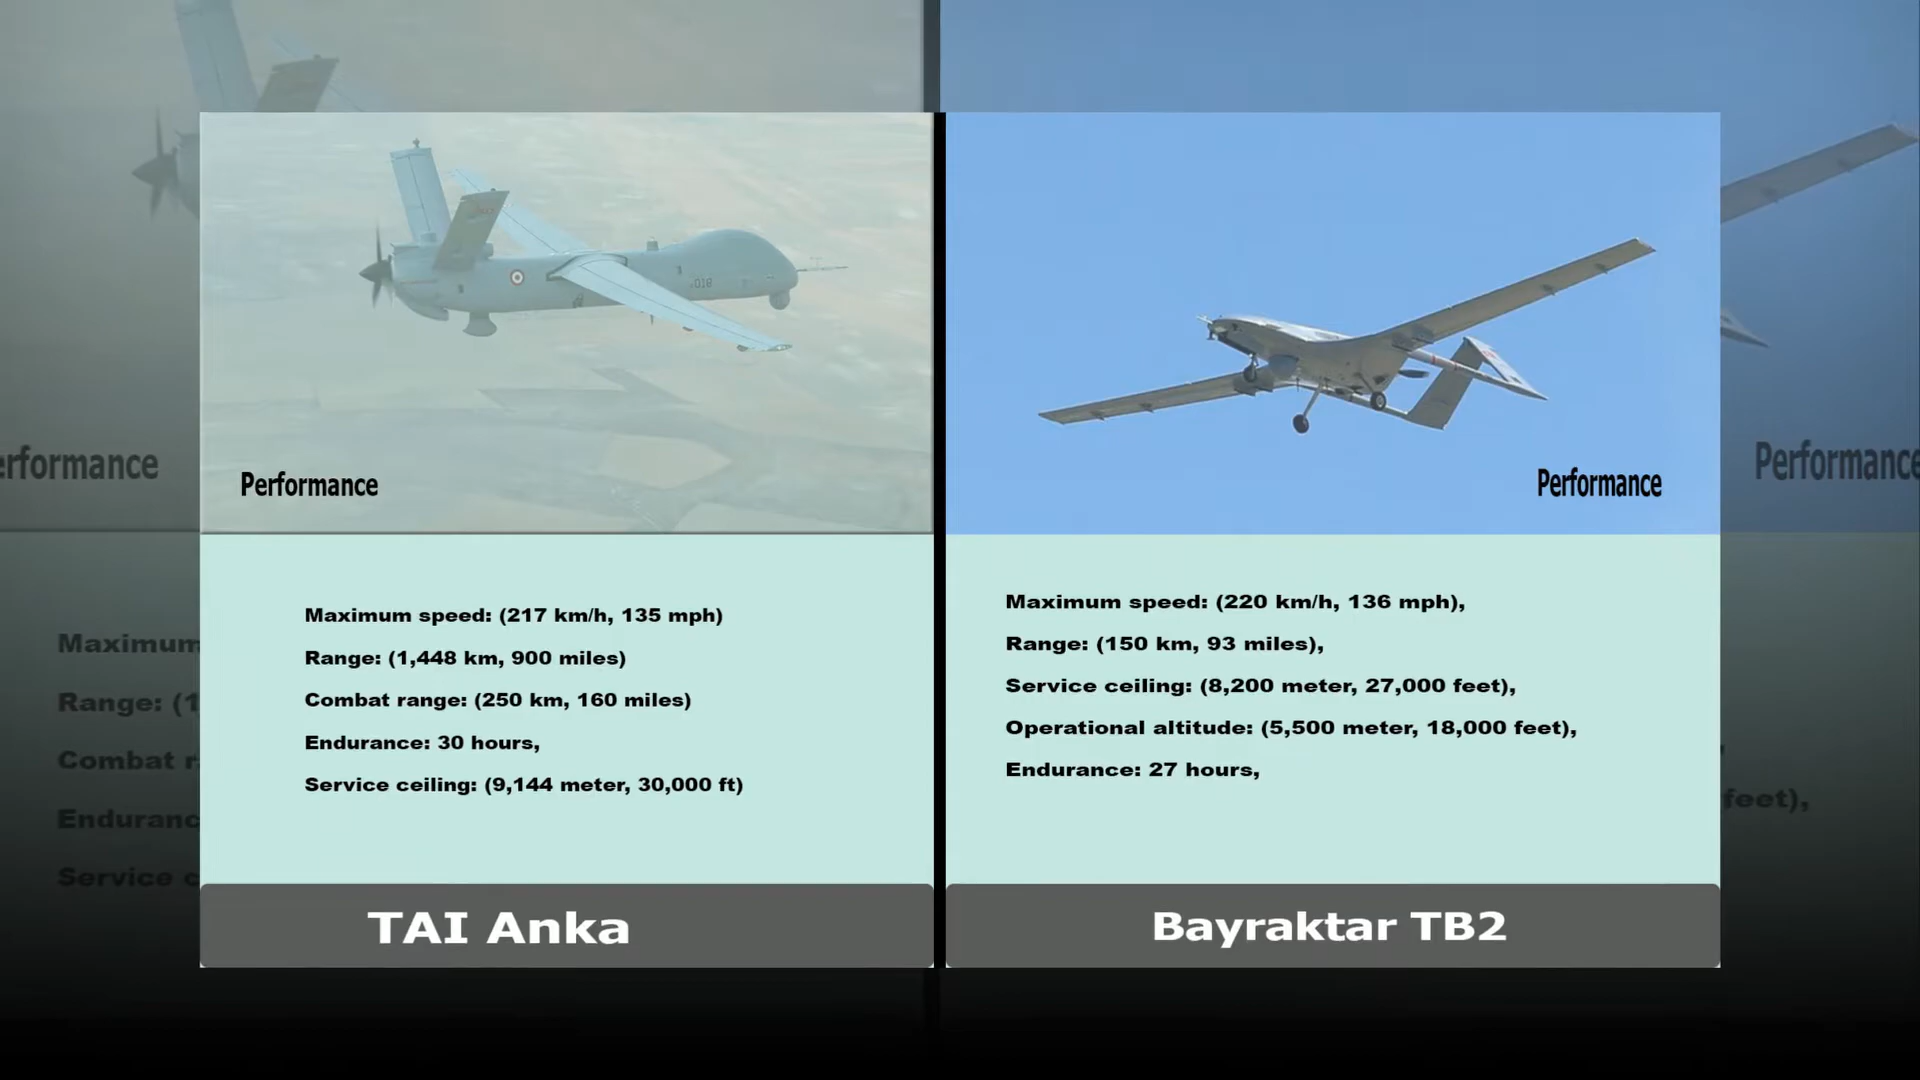 Performance
Maximum speed: (217 km/h, 135 mph)
Range: (1,448 km, 900 miles)
Combat range: (250 km, 160 miles)
Endurance: 30 hours,
Service ceiling: (9,144 meter, 30,000 ft)
TAI Anka
Performance
Maximum speed: (220 km/h, 136 mph),
Range: (150 km, 93 miles),
Service ceiling: (8,200 meter, 27,000 feet),
Operational altitude: (5,500 meter, 18,000 feet),
Endurance: 27 hours,
Bayraktar TB2